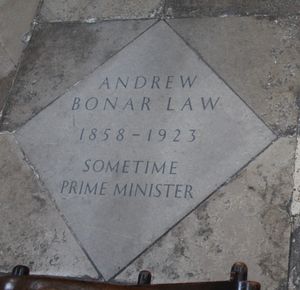 ANDREW
BONAR LAW
1858-1923
SOMETIME
PRIME MINISTER